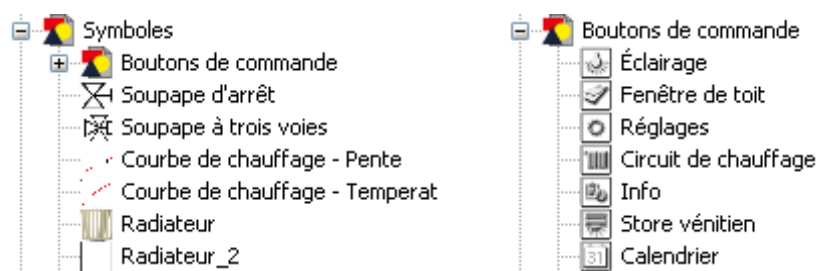 Symboles
Boutons de commande
Soupape d'arrêt
Soupape à trois voies
Courbe de chauffage - Pente
Courbe de chauffage - Temperat
Radiateur
Radiateur_2
Boutons de commande
Éclairage
Fenêtre de toit
Réglages
Circuit de chauffage
Info
Store vénitien
31 Calendrier